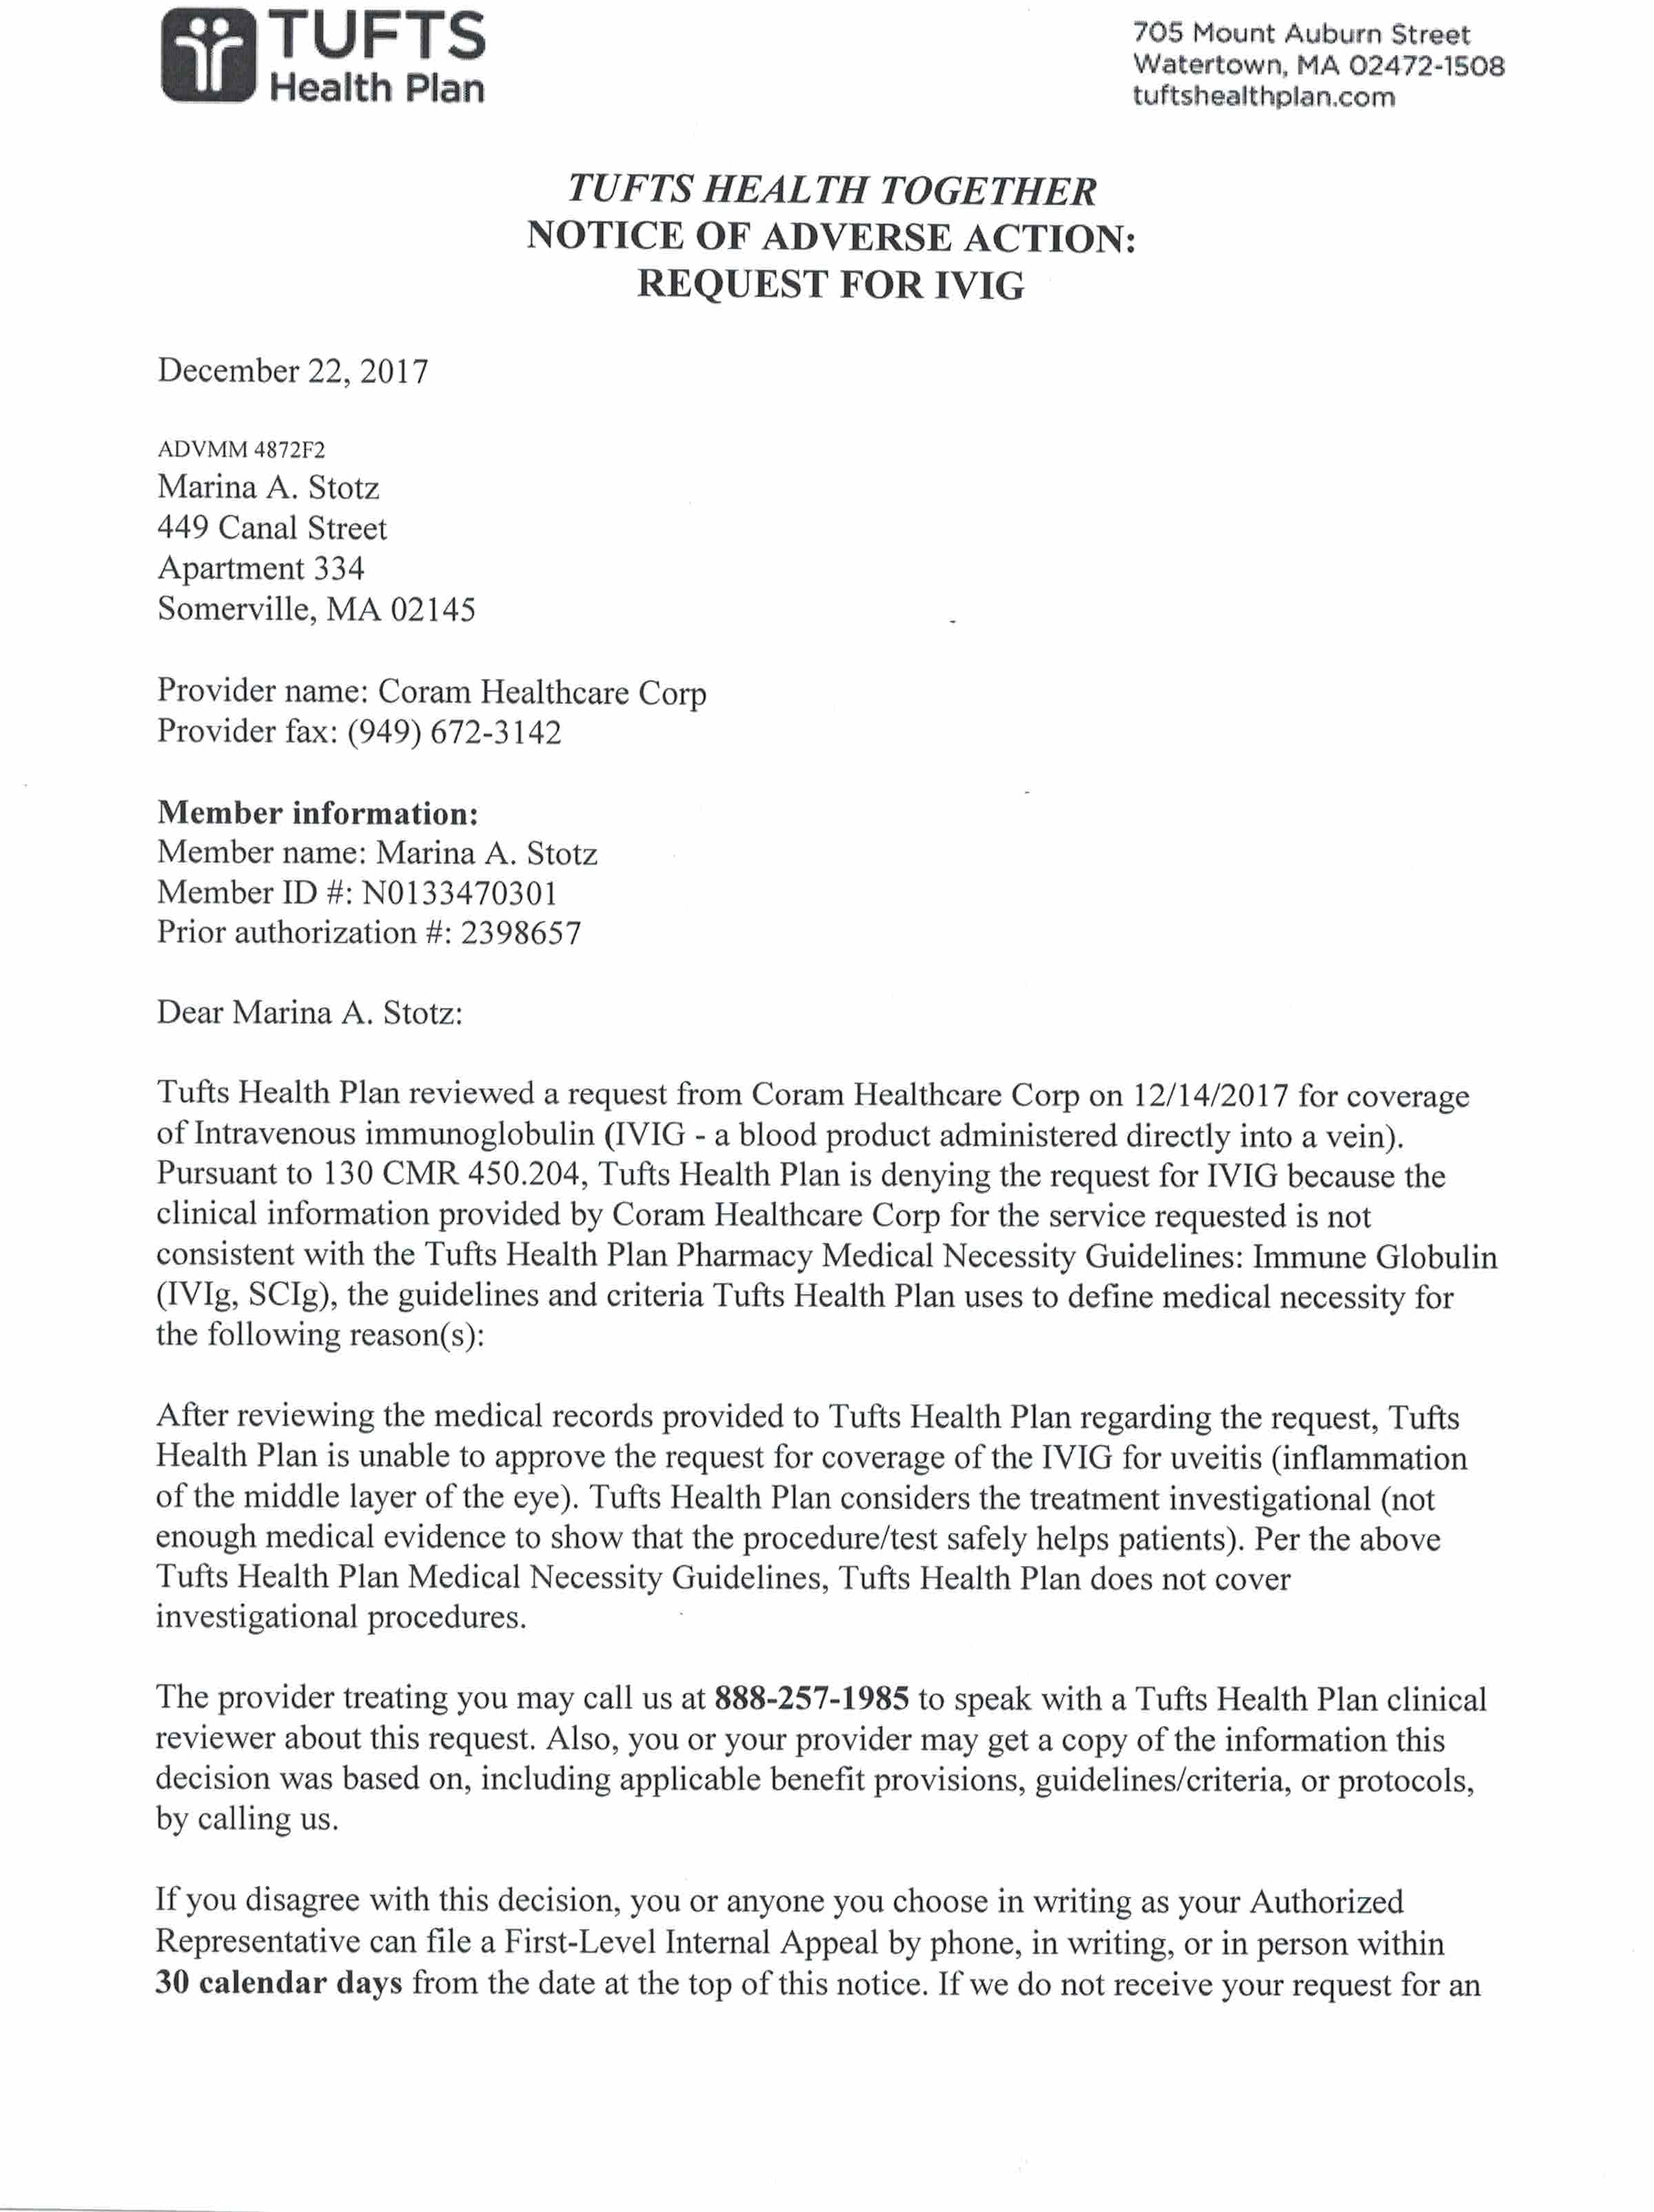 TUFTS
Health Plan
705 Mount Auburn Street
Watertown, MA 02472-1508
tuftshealthplan.com
TUFTS HEALTH TOGETHER
NOTICE OF ADVERSE ACTION:
REQUEST FOR IVIG
December 22, 2017
ADVMM 4872F2
Marina A. Stotz
449 Canal Street
Apartment 334
Somerville, MA 02145
Provider name: Coram Healthcare Corp
Provider fax: (949) 672-3142
Member information:
Member name: Marina A. Stotz
Member ID #: N0133470301
Prior authorization #: 2398657
Dear Marina A. Stotz:
Tufts Health Plan reviewed a request from Coram Healthcare Corp on 12/14/2017 for coverage
of Intravenous immunoglobulin (IVIG - a blood product administered directly into a vein).
Pursuant to 130 CMR 450.204, Tufts Health Plan is denying the request for IVIG because the
clinical information provided by Coram Healthcare Corp for the service requested is not
consistent with the Tufts Health Plan Pharmacy Medical Necessity Guidelines: Immune Globulin
(IVIg, SCIg), the guidelines and criteria Tufts Health Plan uses to define medical necessity for
the following reason(s):
After reviewing the medical records provided to Tufts Health Plan regarding the request, Tufts
Health Plan is unable to approve the request for coverage of the IVIG for uveitis (inflammation
of the middle layer of the eye). Tufts Health Plan considers the treatment investigational (not
enough medical evidence to show that the procedure/test safely helps patients). Per the above
Tufts Health Plan Medical Necessity Guidelines, Tufts Health Plan does not cover
investigational procedures.
The provider treating you may call us at 888-257-1985 to speak with a Tufts Health Plan clinical
reviewer about this request. Also, you or your provider may get a copy of the information this
decision was based on, including applicable benefit provisions, guidelines/criteria, or protocols,
by calling us.
If you disagree with this decision, you or anyone you choose in writing as your Authorized
Representative can file a First-Level Internal Appeal by phone, in writing, or in person within
30 calendar days from the date at the top of this notice. If we do not receive your request for an